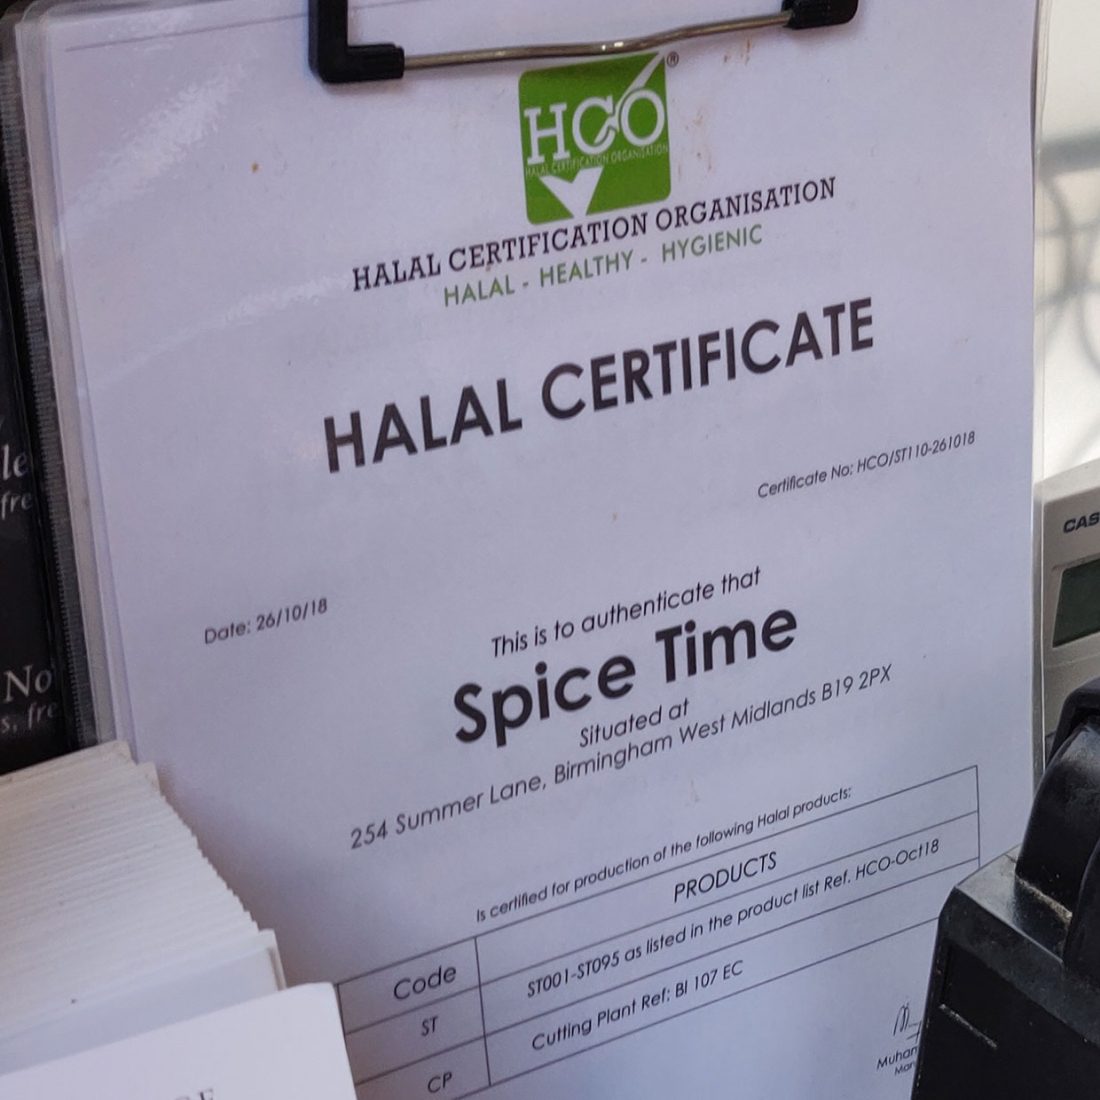 HCO®
HALAL CERTIFICATION ORGANISATION
HALAL CERTIFICATION ORGANISATION
HALAL - HEALTHY - HYGIENIC
HALAL CERTIFICATE
Certificate No: HCO/ST110-261018
Date: 26/10/18
This is to authenticate that
Spice Time
Situated at
254 Summer Lane, Birmingham West Midlands B19 2PX
Is certified for production of the following Halal products:
Code PRODUCTS
ST ST001-ST095 as listed in the product list Ref. HCO-Oct18
CP Cutting Plant Ref: BI 107 EC
No